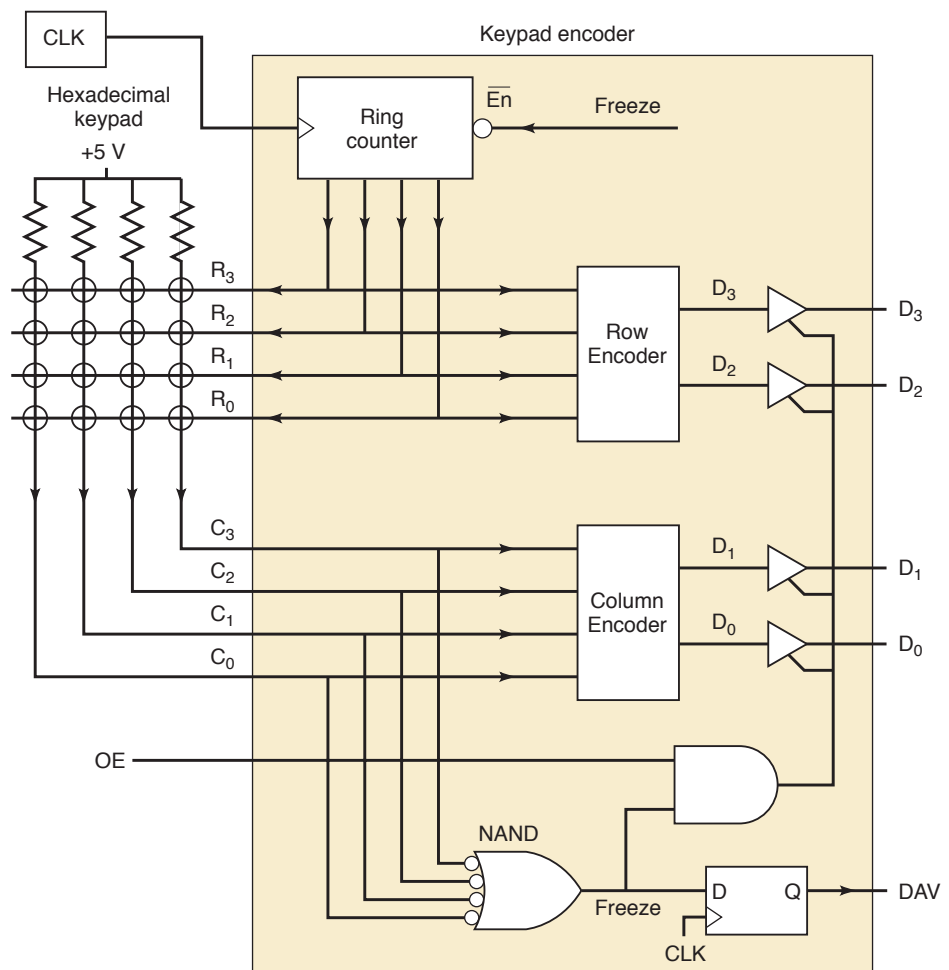 Keypad encoder
CLK
Hexadecimal
keypad
+5 V
Ring
counter
E̅n̅
Freeze
R₃
R₂
R₁
R₀
Row
Encoder
D₃
D₃
D₂
D₂
C₃
C₂
C₁
C₀
Column
Encoder
D₁
D₁
D₀
D₀
OE
NAND
Freeze
D
Q
CLK
DAV